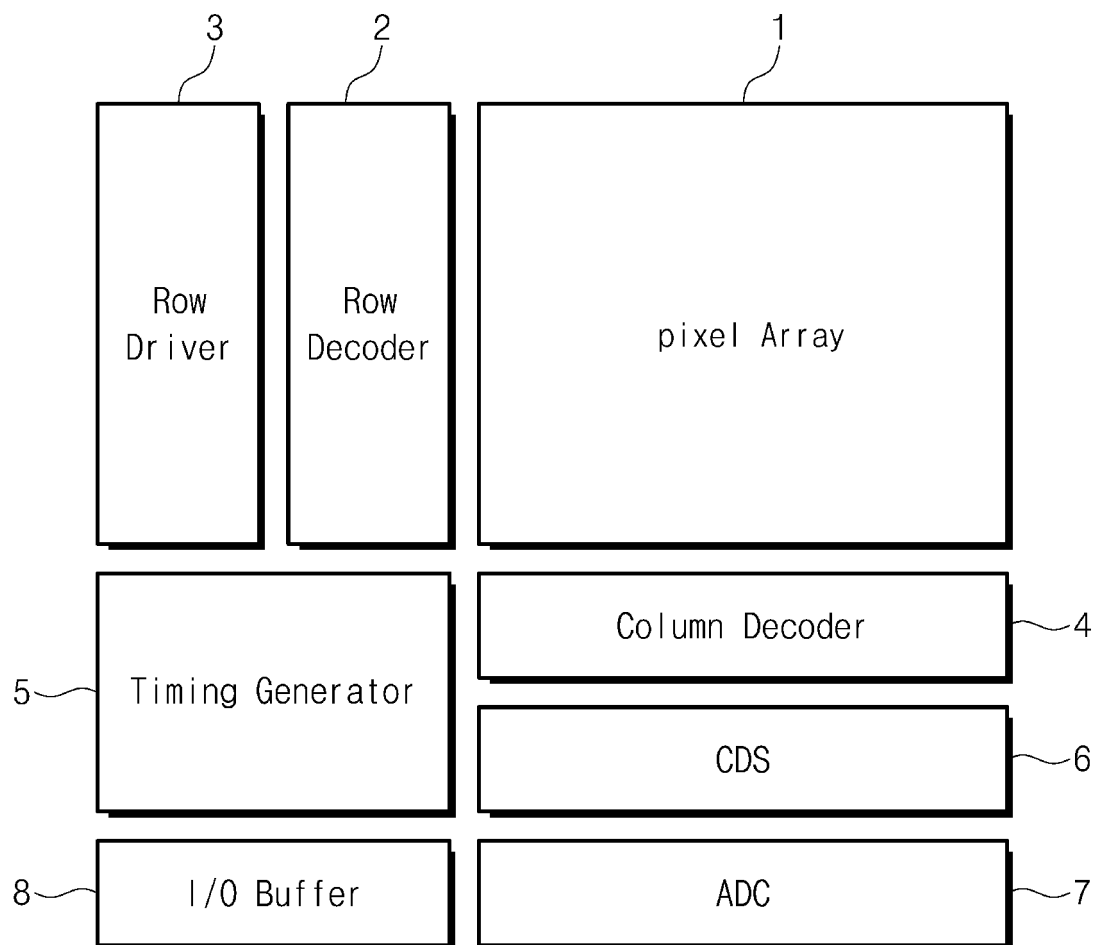 3
2
1
Row
Driver
Row
Decoder
pixel Array
Column Decoder
4
5
Timing Generator
CDS
6
8
I/O Buffer
ADC
7